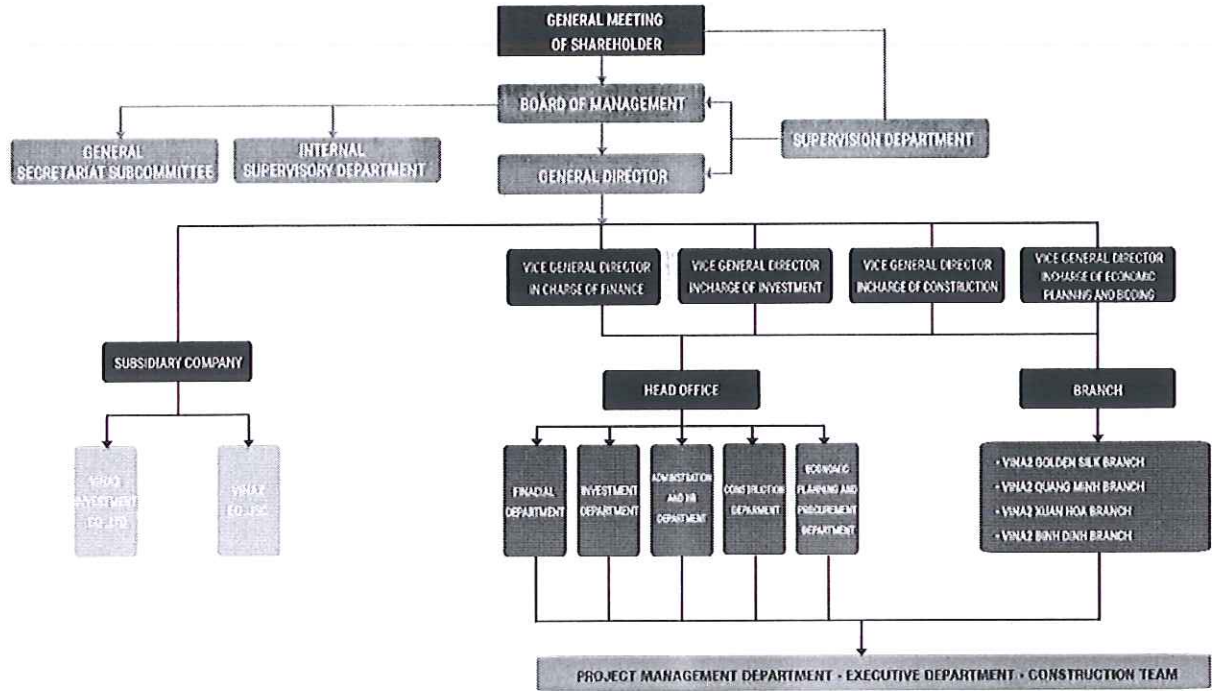 GENERAL MEETING
OF SHAREHOLDER
BOARD OF MANAGEMENT
SUPERVISION DEPARTMENT
GENERAL
SECRETARIAT SUBCOMMITTEE
INTERNAL
SUPERVISORY DEPARTMENT
GENERAL DIRECTOR
VICE GENERAL DIRECTOR
IN CHARGE OF FINANCE
VICE GENERAL DIRECTOR
INCHARGE OF INVESTMENT
VICE GENERAL DIRECTOR
INCHARGE OF CONSTRUCTION
VICE GENERAL DIRECTOR
INCHARGE OF ECONOMIC
PLANNING AND BIDDING
SUBSIDIARY COMPANY
HEAD OFFICE
BRANCH
VINA2
INVESTMENT
CO.,LTD
FINACIAL
DEPARTMENT
INVESTMENT
DEPARTMENT
ADMINISTRATION
AND HR
DEPARTMENT
CONSTRUCTION
DEPARMENT
ECONOMIC
PLANNING AND
PROCUREMENT
DEPARTMENT
• VINA2 GOLDEN SILK BRANCH
• VINA2 QUANG MINH BRANCH
• VINA2 XUAN HOA BRANCH
• VINA2 BINH DINH BRANCH
PROJECT MANAGEMENT DEPARTMENT - EXECUTIVE DEPARTMENT - CONSTRUCTION TEAM